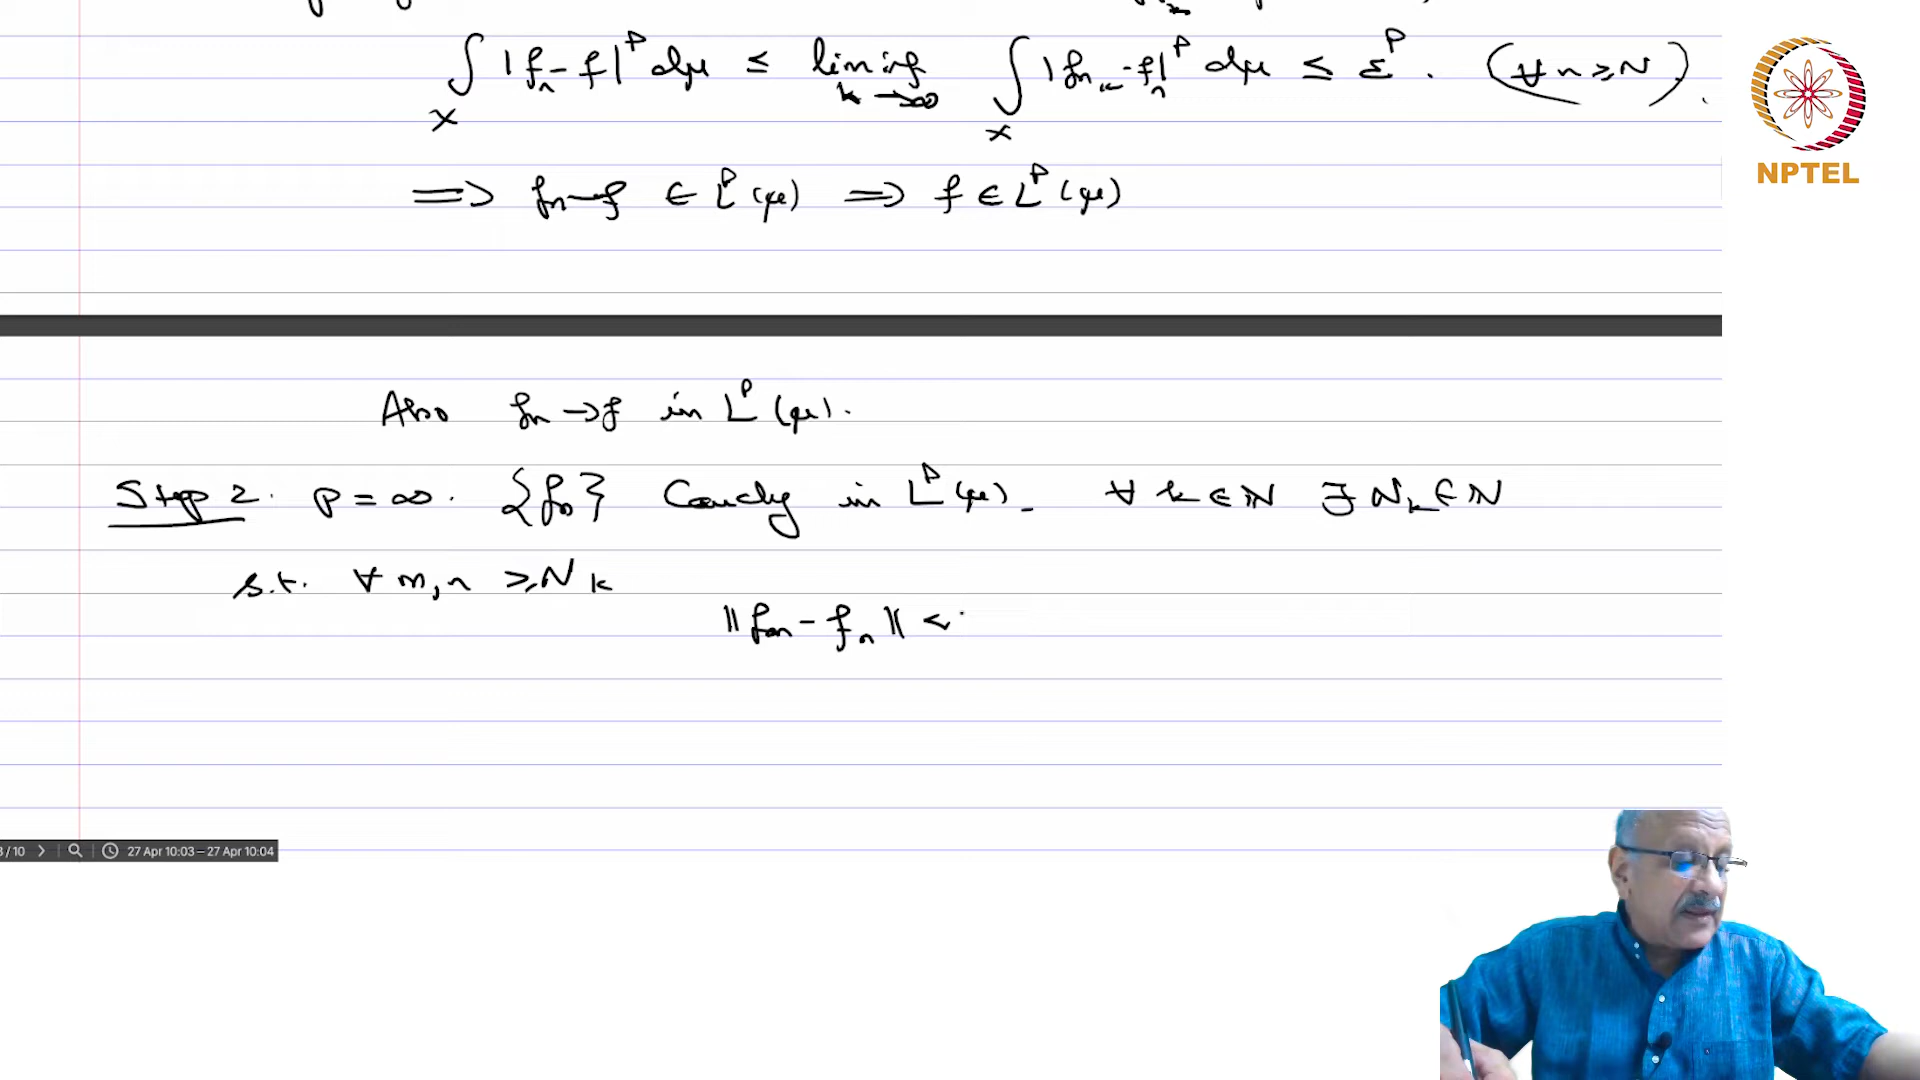 ∫_X |f_n - f|^p dμ ≤ lim inf_{k→∞} ∫_X |f_{n_k} - f_n|^p dμ ≤ ε^p. (∀ n ≥ N).
⟹ f_n - f ∈ L^p(μ) ⟹ f ∈ L^p(μ)
NPTEL
Also f_n → f in L^p(μ).
Step 2. p = ∞. {f_n} Cauchy in L^p(μ). ∀ k ∈ ℕ ∃ N_k ∈ ℕ
s.t. ∀ m, n ≥ N_k
‖f_m - f_n‖ <
/ 10 27 Apr 10:03 – 27 Apr 10:04